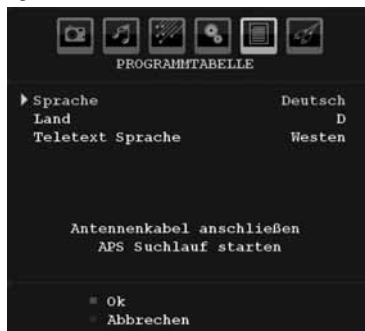 PROGRAMMTABELLE
Sprache Deutsch
Land D
Teletext Sprache Westen
Antennenkabel anschließen
APS Suchlauf starten
Ok
Abbrechen